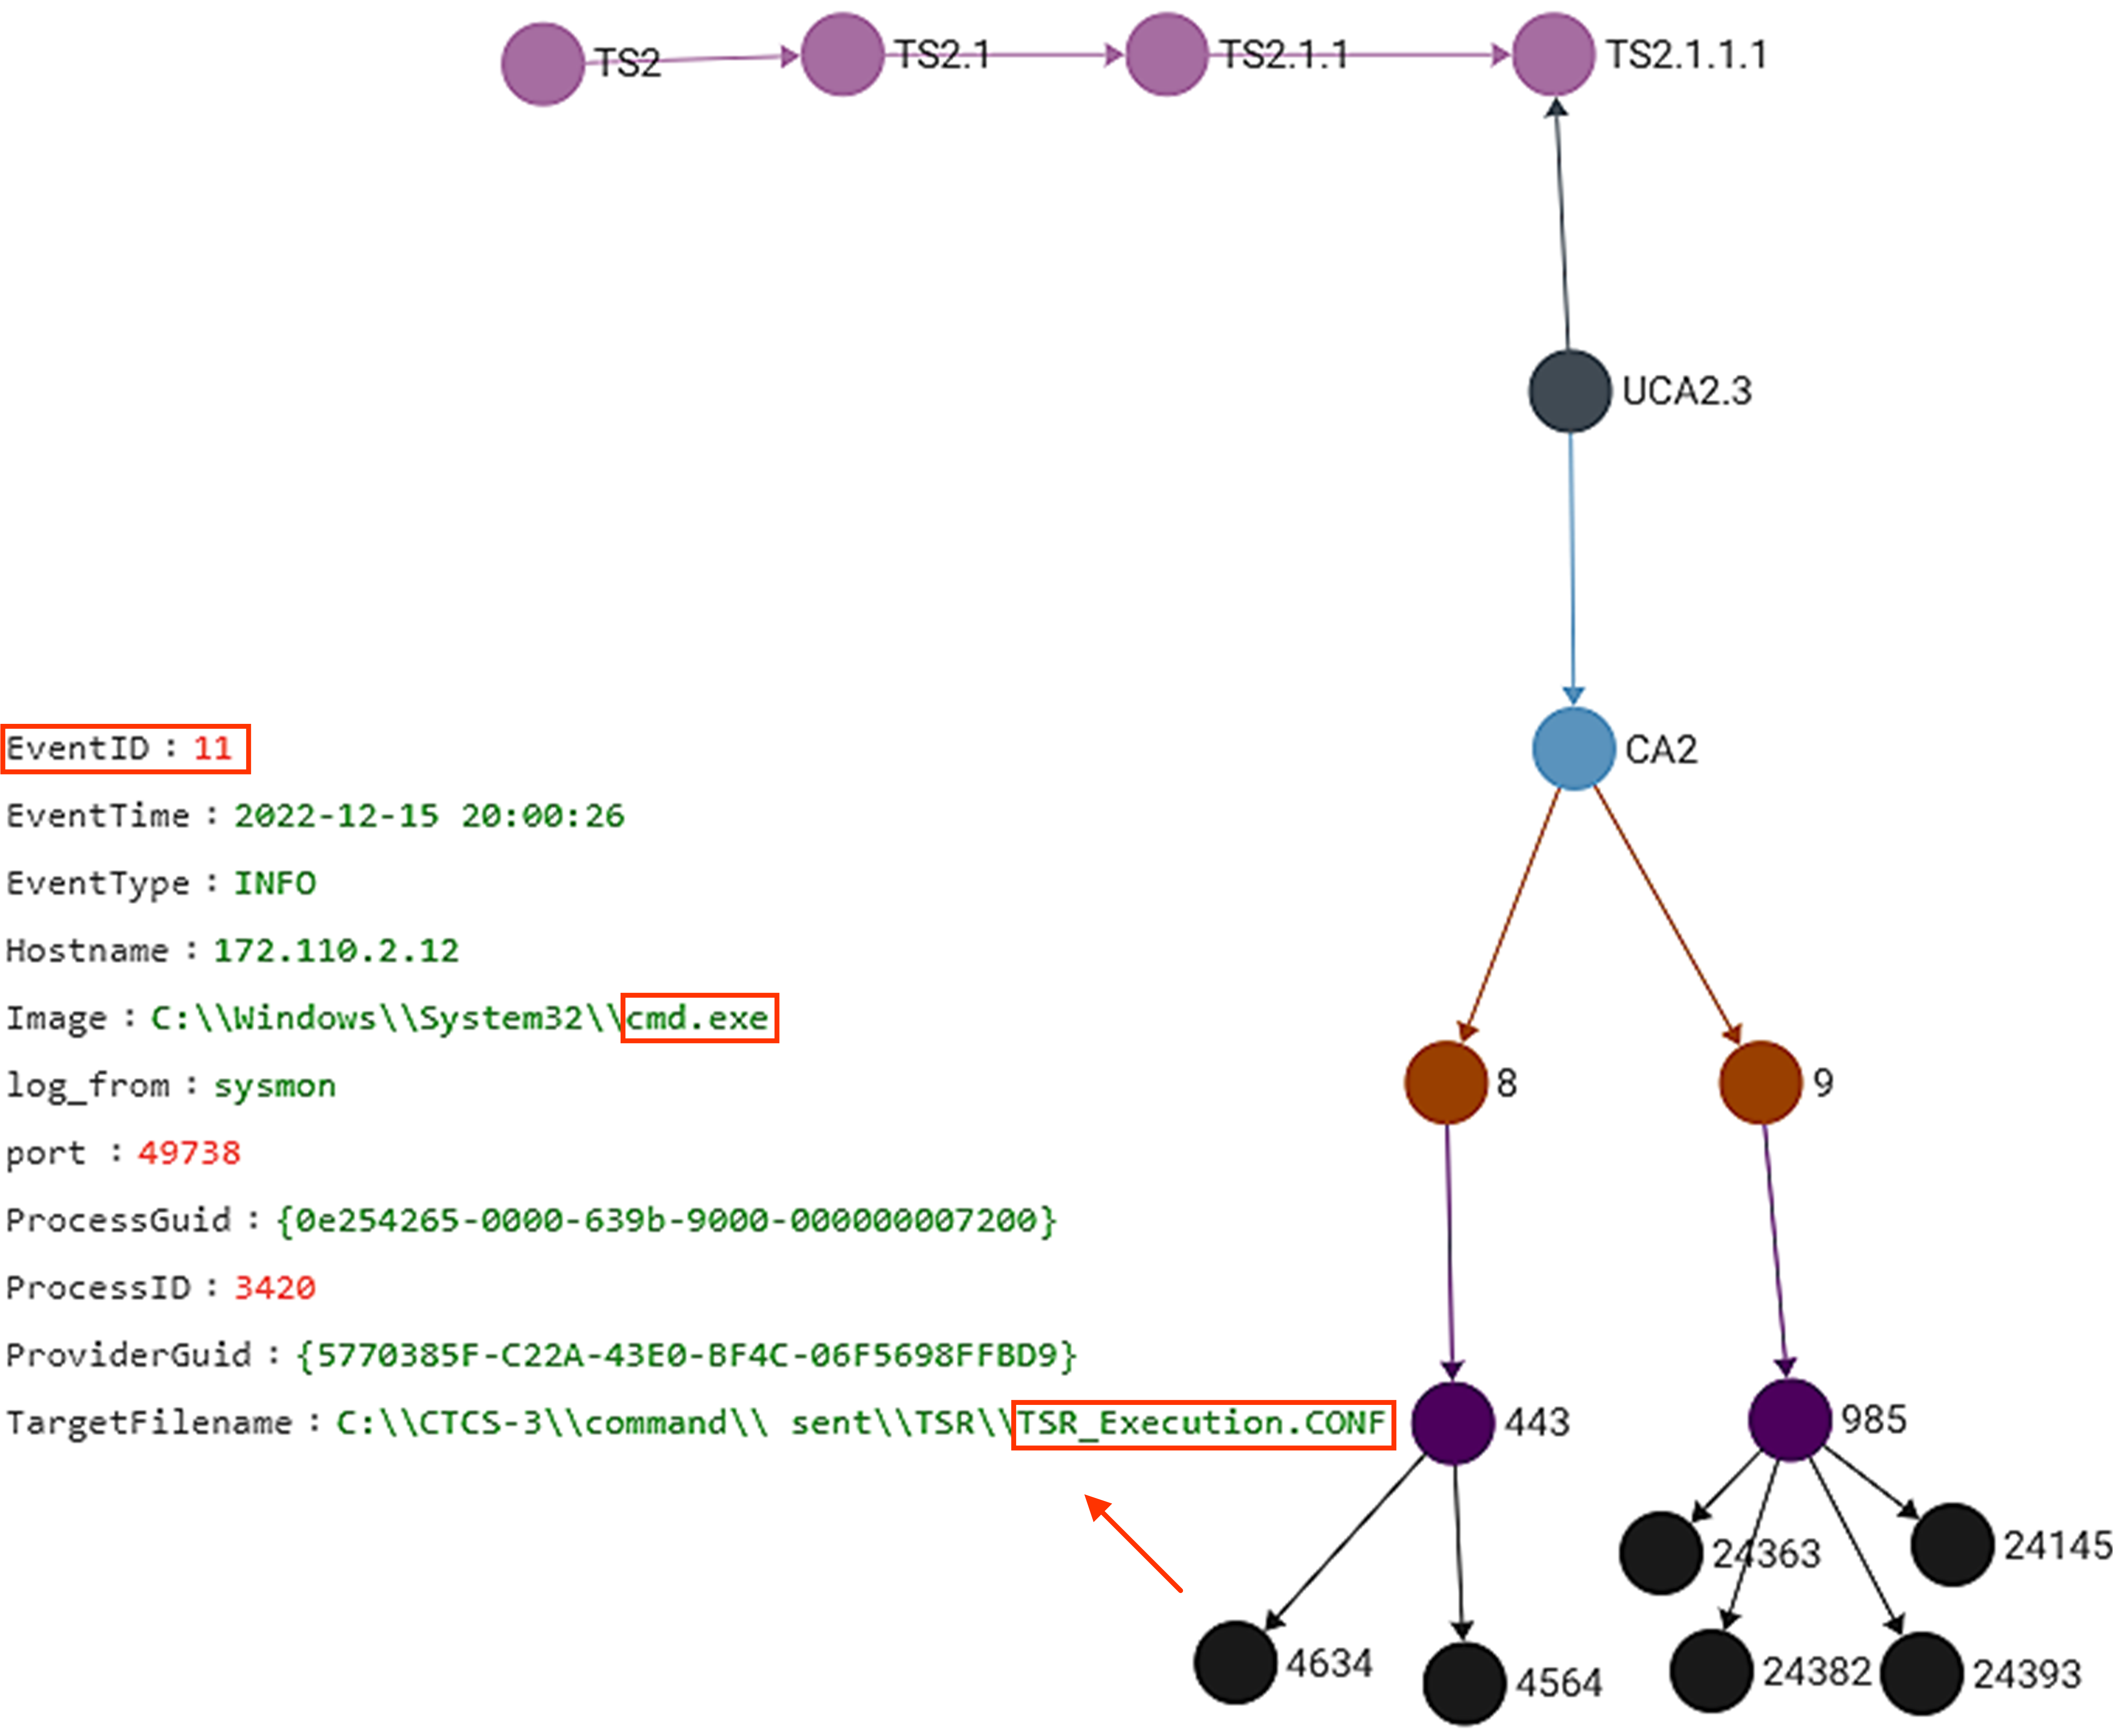 TS2
TS2.1
TS2.1.1
TS2.1.1.1
UCA2.3
CA2
EventID : 11
EventTime : 2022-12-15 20:00:26
EventType : INFO
Hostname : 172.110.2.12
Image : C:\\Windows\\System32\\cmd.exe
log_from : sysmon
port : 49738
ProcessGuid : {0e254265-0000-639b-9000-000000007200}
ProcessID : 3420
ProviderGuid : {5770385F-C22A-43E0-BF4C-06F5698FFBD9}
TargetFilename : C:\\CTCS-3\\command\\ sent\\TSR\\TSR_Execution.CONF
8
9
443
985
24363
24145
4634
4564
24382
24393